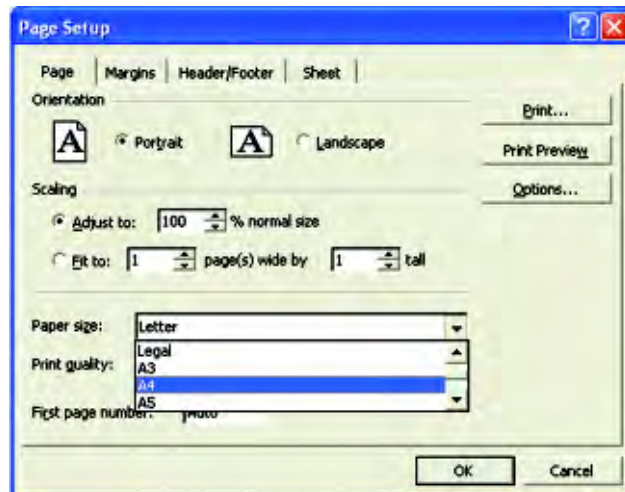 Page Setup
Page Margins Header/Footer Sheet
Orientation
Print...
A Portrait A Landscape
Print Preview
Scaling
Options...
Adjust to: 100 % normal size
Fit to: 1 page(s) wide by 1 tall
Paper size: Letter
Legal
Print quality:
A3
A4
A5
First page number: Auto
OK Cancel